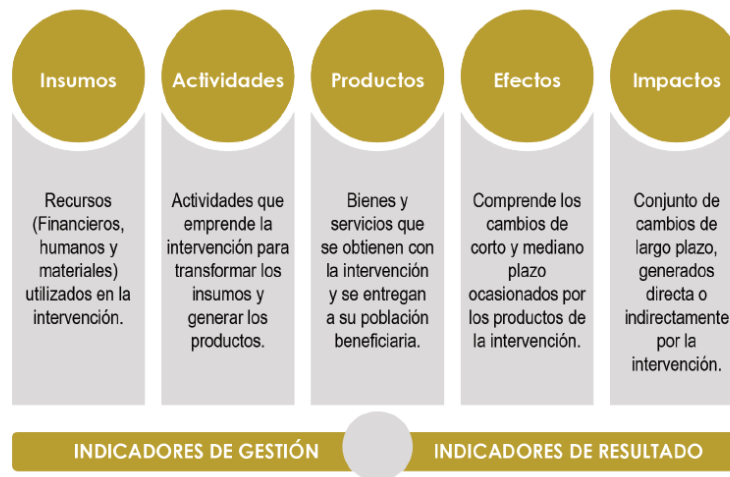 Insumos
Actividades
Productos
Efectos
Impactos
Recursos
(Financieros,
humanos y
materiales)
utilizados en la
intervención.
Actividades que
emprende la
intervención para
transformar los
insumos y
generar los
productos.
Bienes y
servicios que
se obtienen con
la intervención
y se entregan
a su población
beneficiaria.
Comprende los
cambios de
corto y mediano
plazo
ocasionados por
los productos de
la intervención.
Conjunto de
cambios de
largo plazo,
generados
directa o
indirectamente
por la
intervención.
INDICADORES DE GESTIÓN
INDICADORES DE RESULTADO